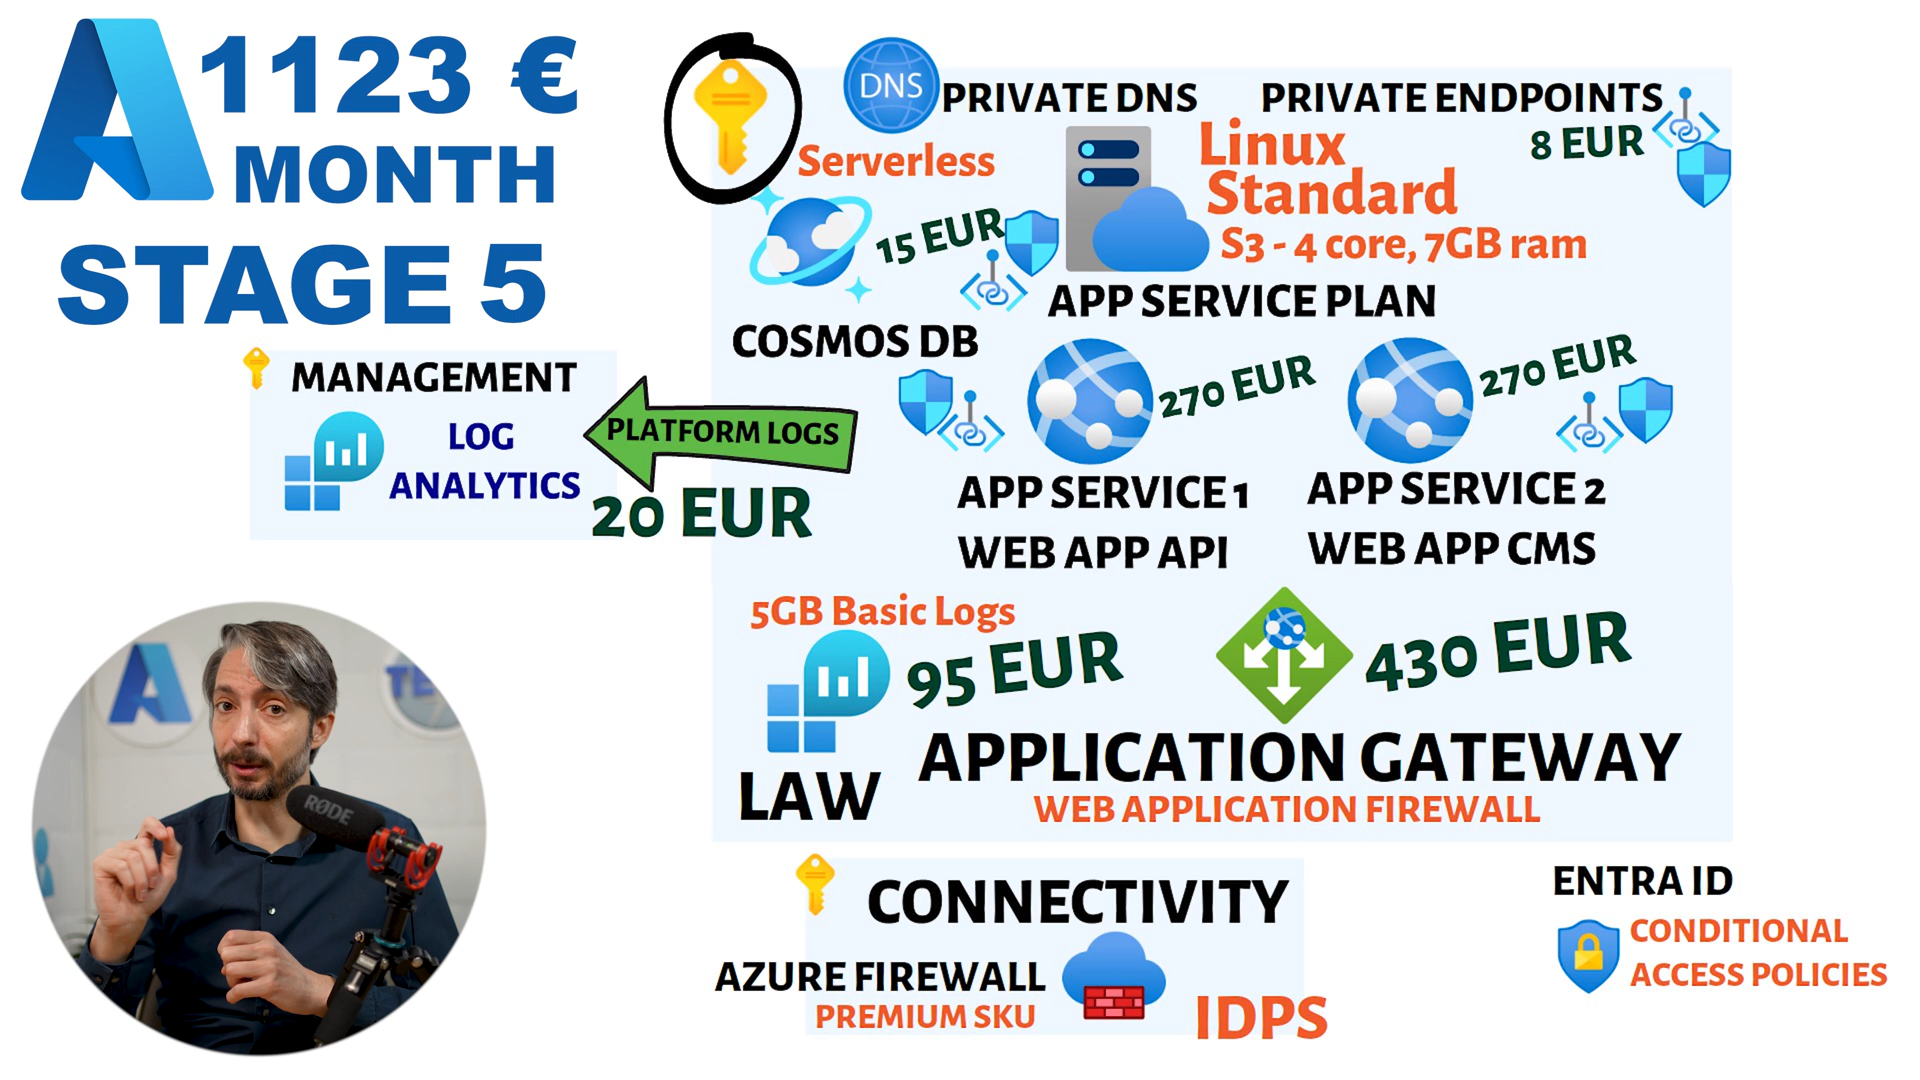 1123 €
MONTH
STAGE 5
DNS
PRIVATE DNS
PRIVATE ENDPOINTS
8 EUR
Serverless
Linux
Standard
S3 - 4 core, 7GB ram
15 EUR
APP SERVICE PLAN
COSMOS DB
270 EUR
270 EUR
MANAGEMENT
LOG
ANALYTICS
PLATFORM LOGS
20 EUR
APP SERVICE 1
WEB APP API
APP SERVICE 2
WEB APP CMS
5GB Basic Logs
95 EUR
430 EUR
LAW
APPLICATION GATEWAY
WEB APPLICATION FIREWALL
CONNECTIVITY
AZURE FIREWALL
PREMIUM SKU
IDPS
ENTRA ID
CONDITIONAL
ACCESS POLICIES
RØDE